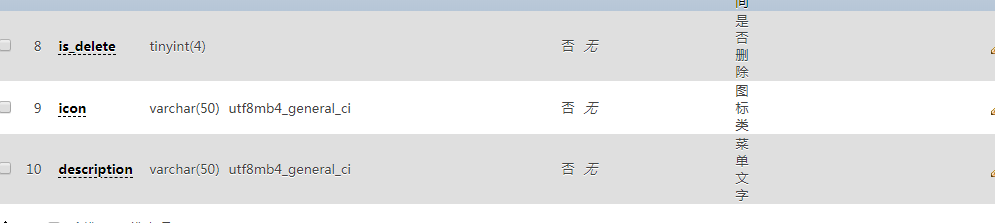 间
8 is_delete tinyint(4) 否 无 是否删除
9 icon varchar(50) utf8mb4_general_ci 否 无 图标类
10 description varchar(50) utf8mb4_general_ci 否 无 菜单文字